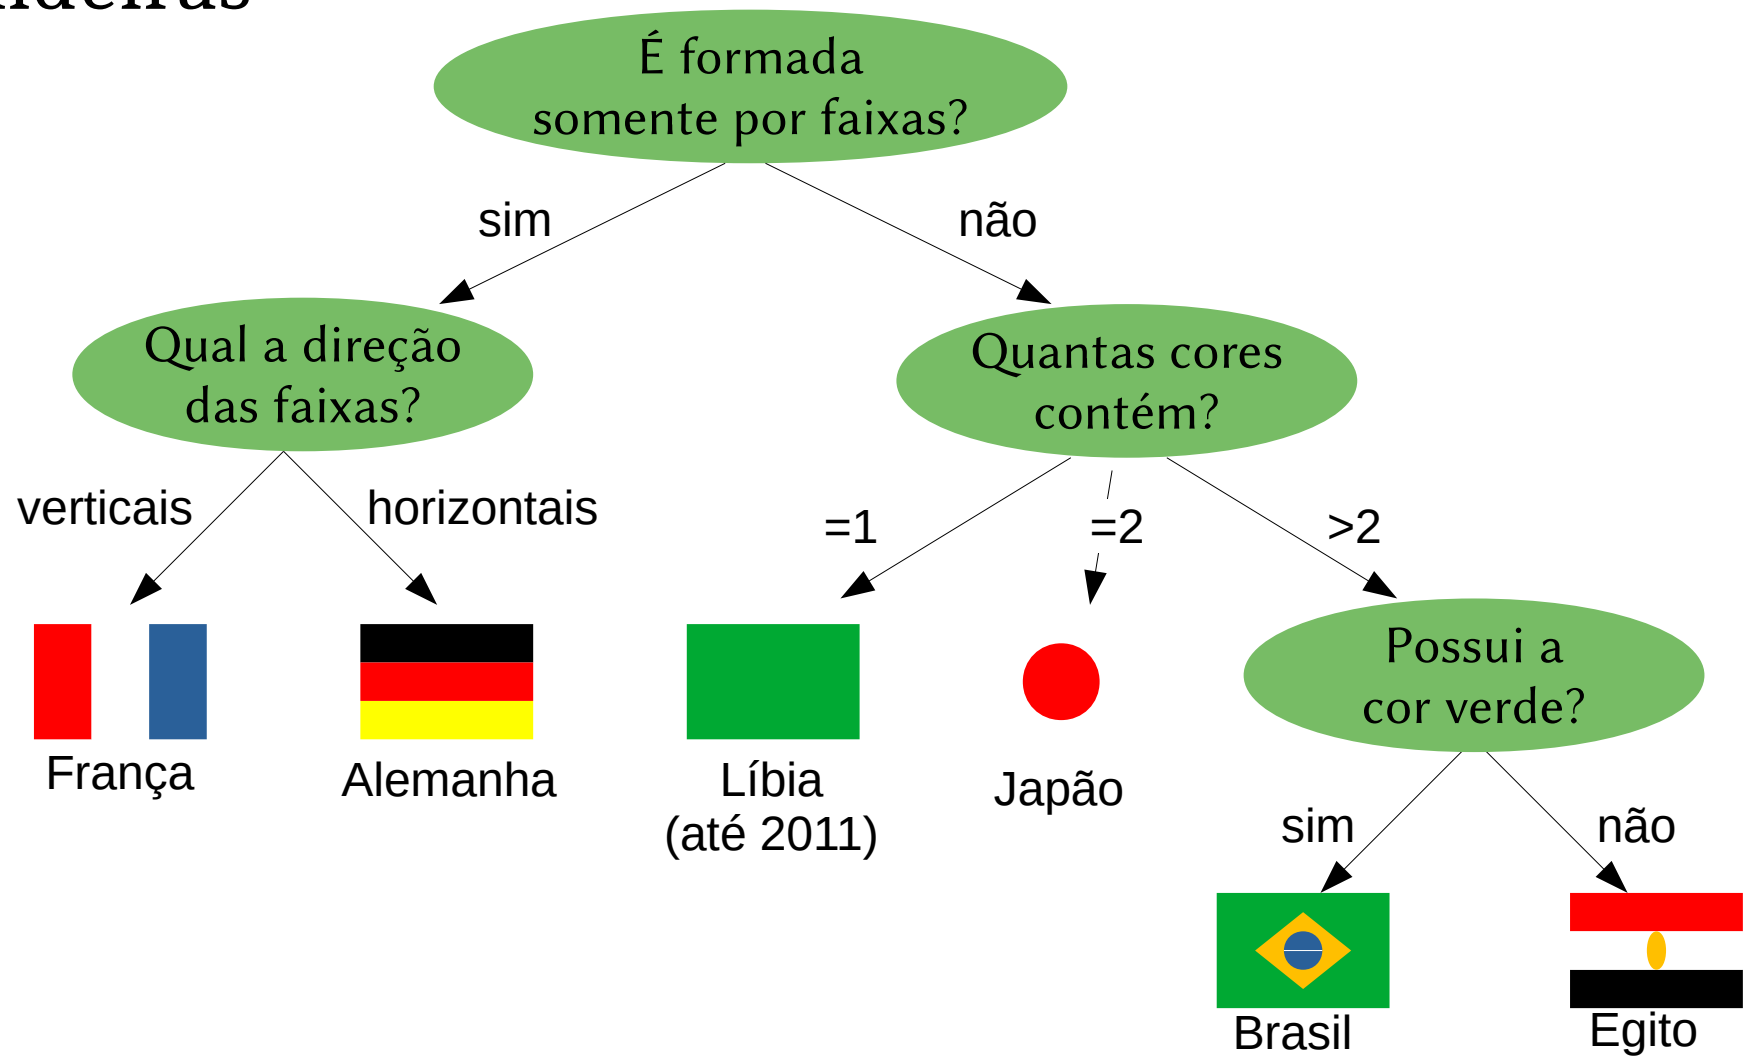 É formada
somente por faixas?
sim
não
Qual a direção
das faixas?
Quantas cores
contém?
verticais
horizontais
=1
=2
>2
Possui a
cor verde?
França
Alemanha
Líbia
(até 2011)
Japão
sim
não
Brasil
Egito